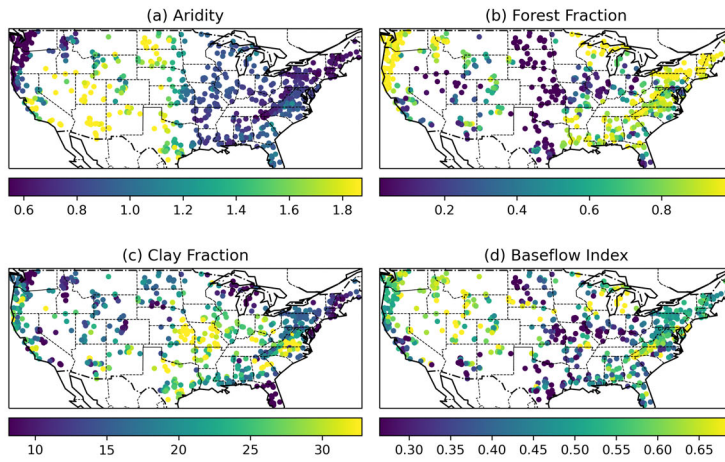 (a) Aridity
(b) Forest Fraction
0.6 0.8 1.0 1.2 1.4 1.6 1.8
0.2 0.4 0.6 0.8
(c) Clay Fraction
(d) Baseflow Index
10 15 20 25 30
0.30 0.35 0.40 0.45 0.50 0.55 0.60 0.65